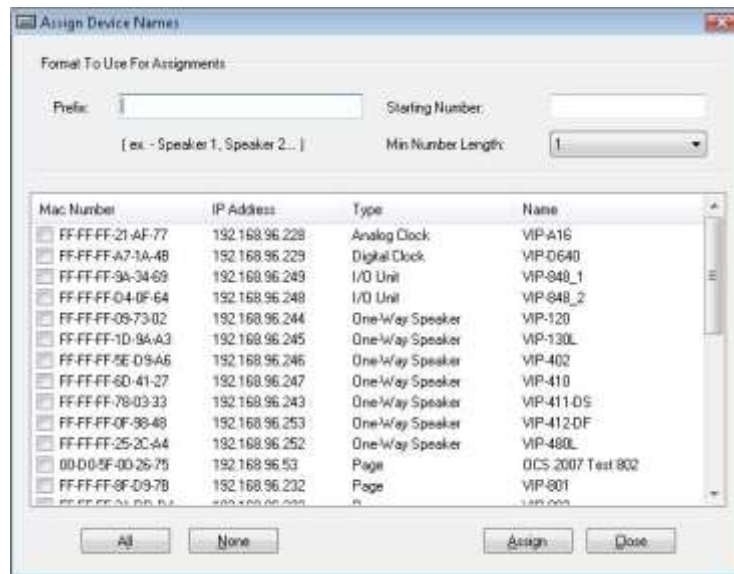 Assign Device Names
Format To Use For Assignments
Prefix:
Starting Number:
( ex. - Speaker 1, Speaker 2... )
Min Number Length: 1
Mac Number IP Address Type Name
FF-FF-FF-21-AF-77 192.168.96.228 Analog Clock VIP-A16
FF-FF-FF-A7-1A-4B 192.168.96.229 Digital Clock VIP-D640
FF-FF-FF-9A-34-69 192.168.96.249 I/O Unit VIP-848_1
FF-FF-FF-D4-0F-64 192.168.96.248 I/O Unit VIP-848_2
FF-FF-FF-09-73-02 192.168.96.244 One-Way Speaker VIP-120
FF-FF-FF-1D-9A-A3 192.168.96.245 One-Way Speaker VIP-130L
FF-FF-FF-5E-D9-A6 192.168.96.246 One-Way Speaker VIP-402
FF-FF-FF-6D-41-27 192.168.96.247 One-Way Speaker VIP-410
FF-FF-FF-78-03-33 192.168.96.243 One-Way Speaker VIP-411-DS
FF-FF-FF-0F-98-48 192.168.96.253 One-Way Speaker VIP-412-DF
FF-FF-FF-25-2C-A4 192.168.96.252 One-Way Speaker VIP-480L
00-D0-5F-00-26-75 192.168.96.53 Page OCS 2007 Test 802
FF-FF-FF-8F-D9-7B 192.168.96.232 Page VIP-801
All None Assign Close